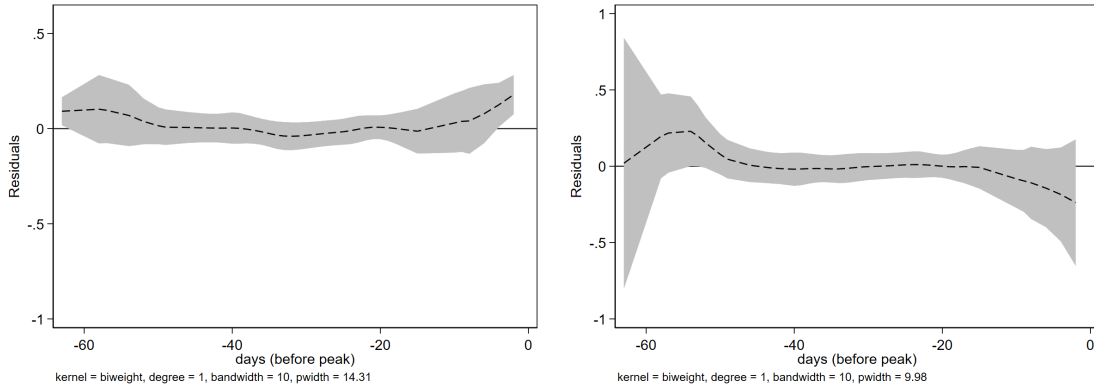 .5
0
-.5
-1
Residuals
-60
-40
-20
0
days (before peak)
kernel = biweight, degree = 1, bandwidth = 10, pwidth = 14.31
1
.5
0
-.5
-1
Residuals
-60
-40
-20
0
days (before peak)
kernel = biweight, degree = 1, bandwidth = 10, pwidth = 9.98